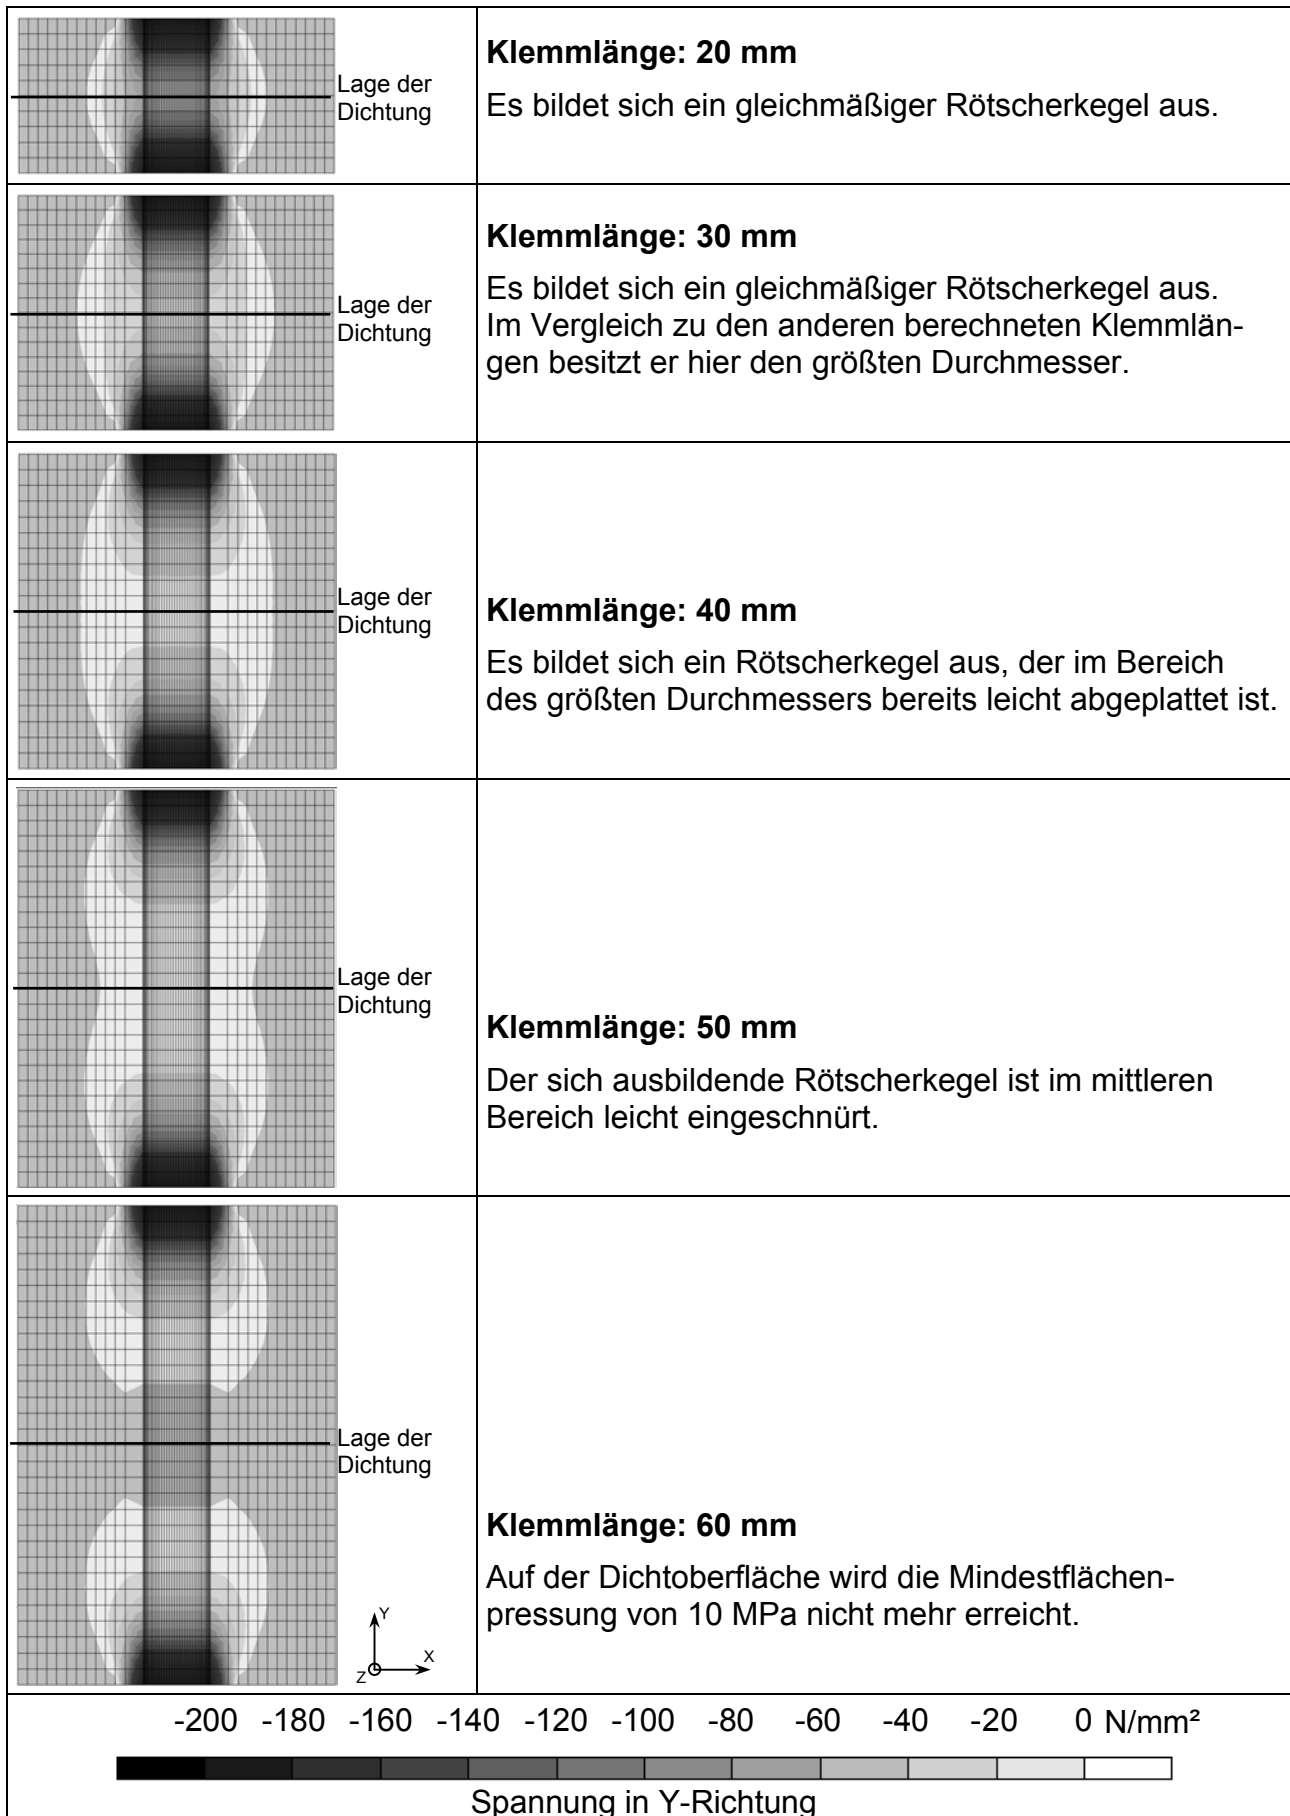 Lage der
Dichtung
Klemmlänge: 20 mm
Es bildet sich ein gleichmäßiger Rötscherkegel aus.
Lage der
Dichtung
Klemmlänge: 30 mm
Es bildet sich ein gleichmäßiger Rötscherkegel aus.
Im Vergleich zu den anderen berechneten Klemmlän-
gen besitzt er hier den größten Durchmesser.
Lage der
Dichtung
Klemmlänge: 40 mm
Es bildet sich ein Rötscherkegel aus, der im Bereich
des größten Durchmessers bereits leicht abgeplattet ist.
Lage der
Dichtung
Klemmlänge: 50 mm
Der sich ausbildende Rötscherkegel ist im mittleren
Bereich leicht eingeschnürt.
Lage der
Dichtung
Klemmlänge: 60 mm
Auf der Dichtoberfläche wird die Mindestflächen-
pressung von 10 MPa nicht mehr erreicht.
Y
X
Z
-200 -180 -160 -140 -120 -100 -80 -60 -40 -20 0 N/mm²
Spannung in Y-Richtung